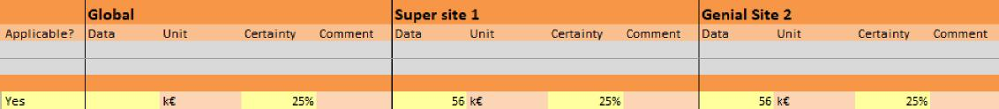 Global Super site 1 Genial Site 2
Applicable? Data Unit Certainty Comment Data Unit Certainty Comment Data Unit Certainty Comment
Yes k€ 25% 56 k€ 25% 56 k€ 25%